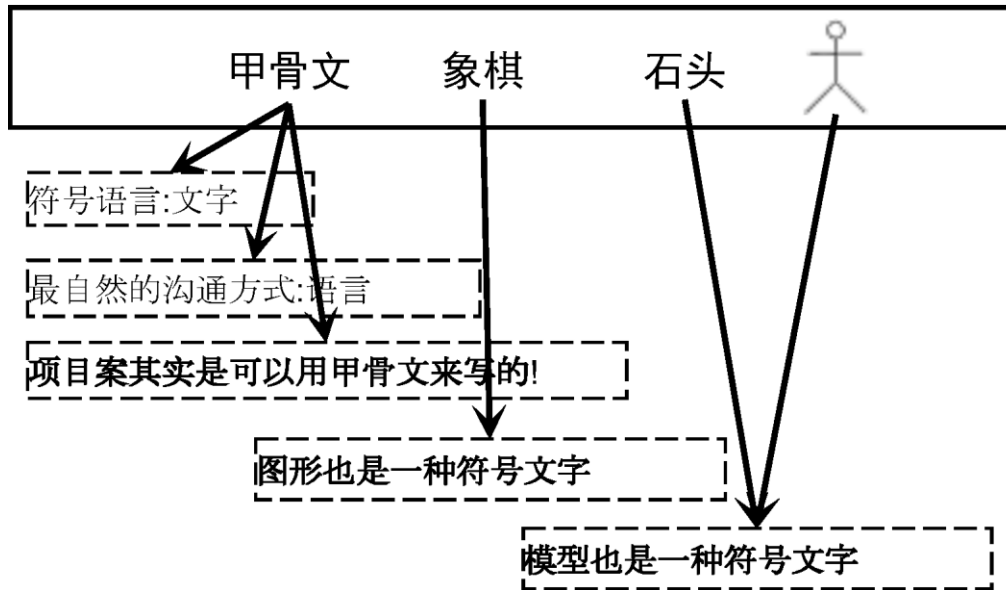 甲骨文 象棋 石头
符号语言:文字
最自然的沟通方式:语言
项目案其实是可以用甲骨文来写的!
图形也是一种符号文字
模型也是一种符号文字